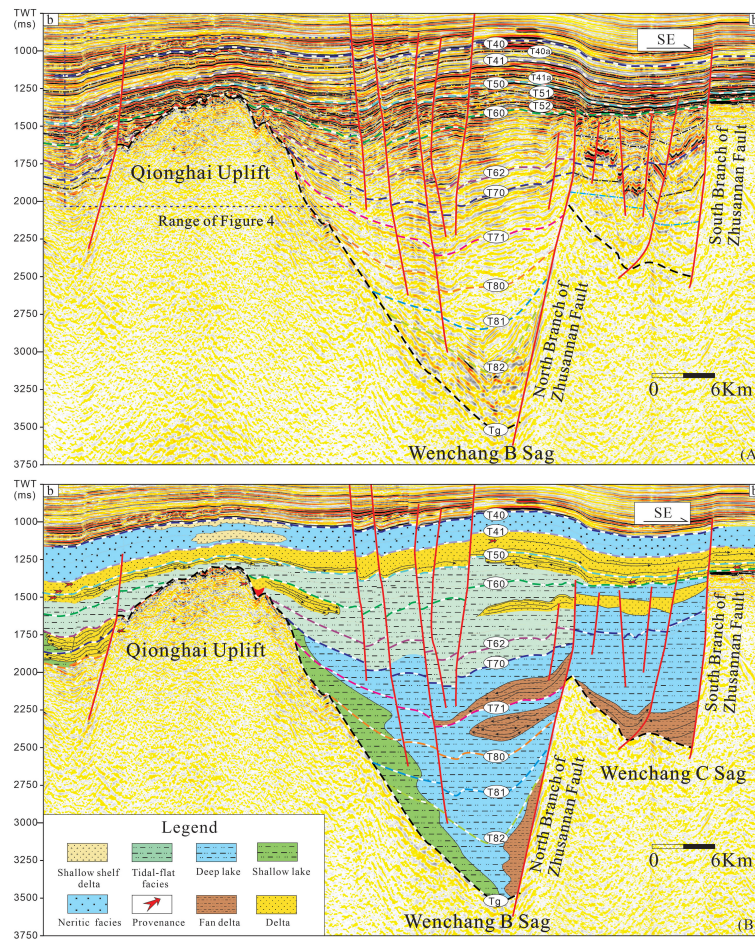 TWT
(ms)
b
b
1000
1250
1500
1750
2000
2250
2500
2750
3000
3250
3500
3750
T40
T40a
T41
T41a
T50
T51
T52
T60
T62
T70
T71
T80
T81
T82
Tg
SE
Qionghai Uplift
Range of Figure 4
North Branch of
Zhusannan Fault
South Branch of
Zhusannan Fault
0 6Km
Wenchang B Sag
(A
TWT
(ms)
b
b
1000
1250
1500
1750
2000
2250
2500
2750
3000
3250
3500
3750
T40
T41
T50
T60
T62
T70
T71
T80
T81
T82
Tg
SE
Qionghai Uplift
North Branch of
Zhusannan Fault
South Branch of
Zhusannan Fault
Wenchang C Sag
0 6Km
Wenchang B Sag
(B
Legend
Shallow shelf
delta
Tidal-flat
facies
Deep lake
Shallow lake
Neritic facies
Provenance
Fan delta
Delta